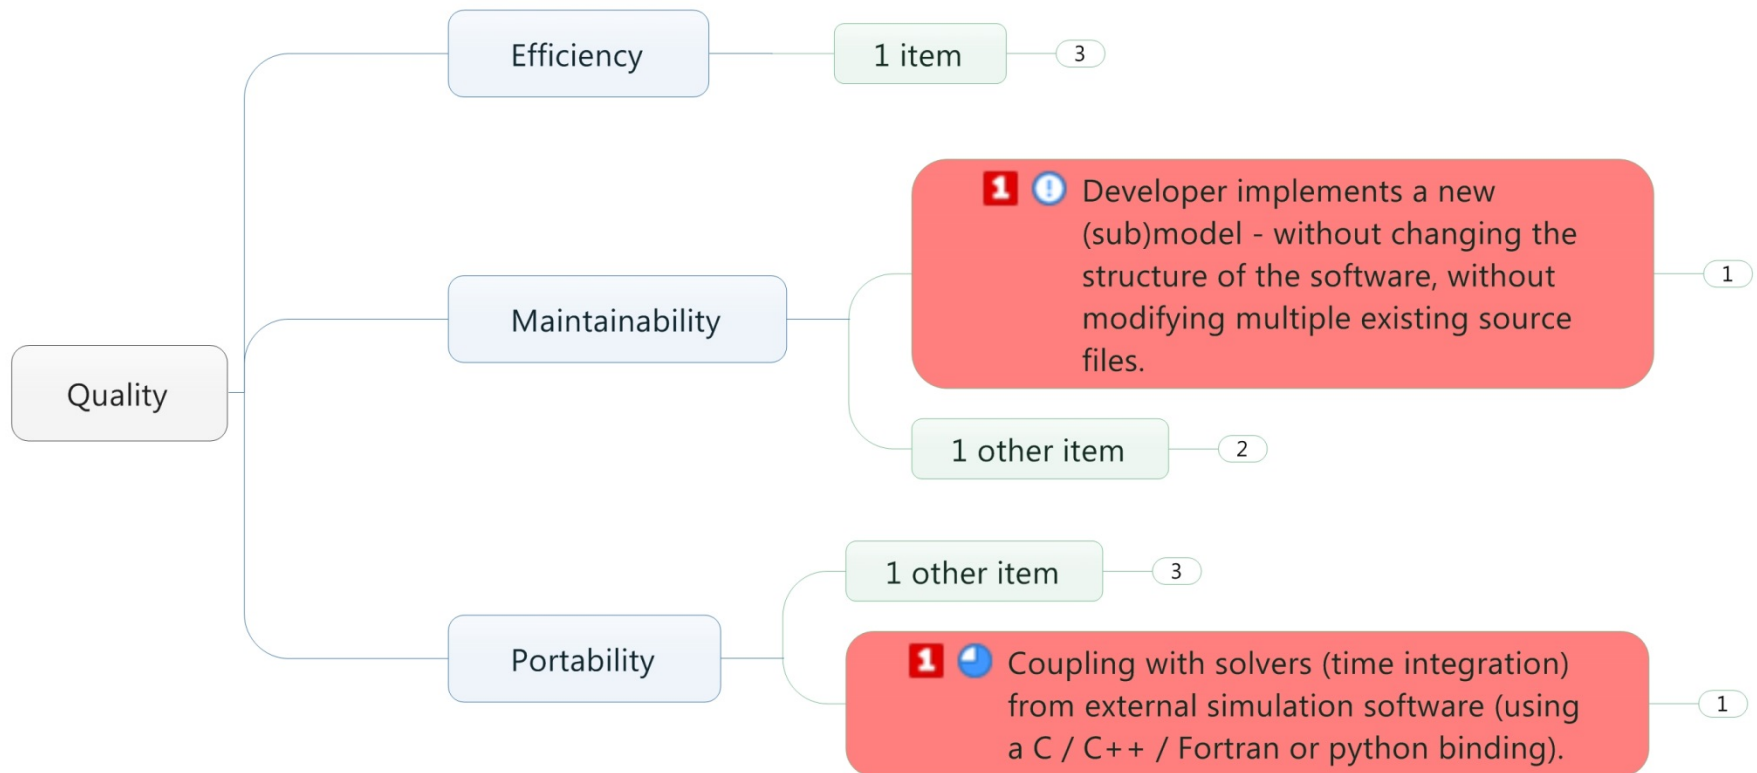 Efficiency
1 item
3
1 ! Developer implements a new
(sub)model - without changing the
structure of the software, without
modifying multiple existing source
files.
1
Maintainability
Quality
1 other item
2
1 other item
3
Portability
1 Coupling with solvers (time integration)
from external simulation software (using
a C / C++ / Fortran or python binding).
1